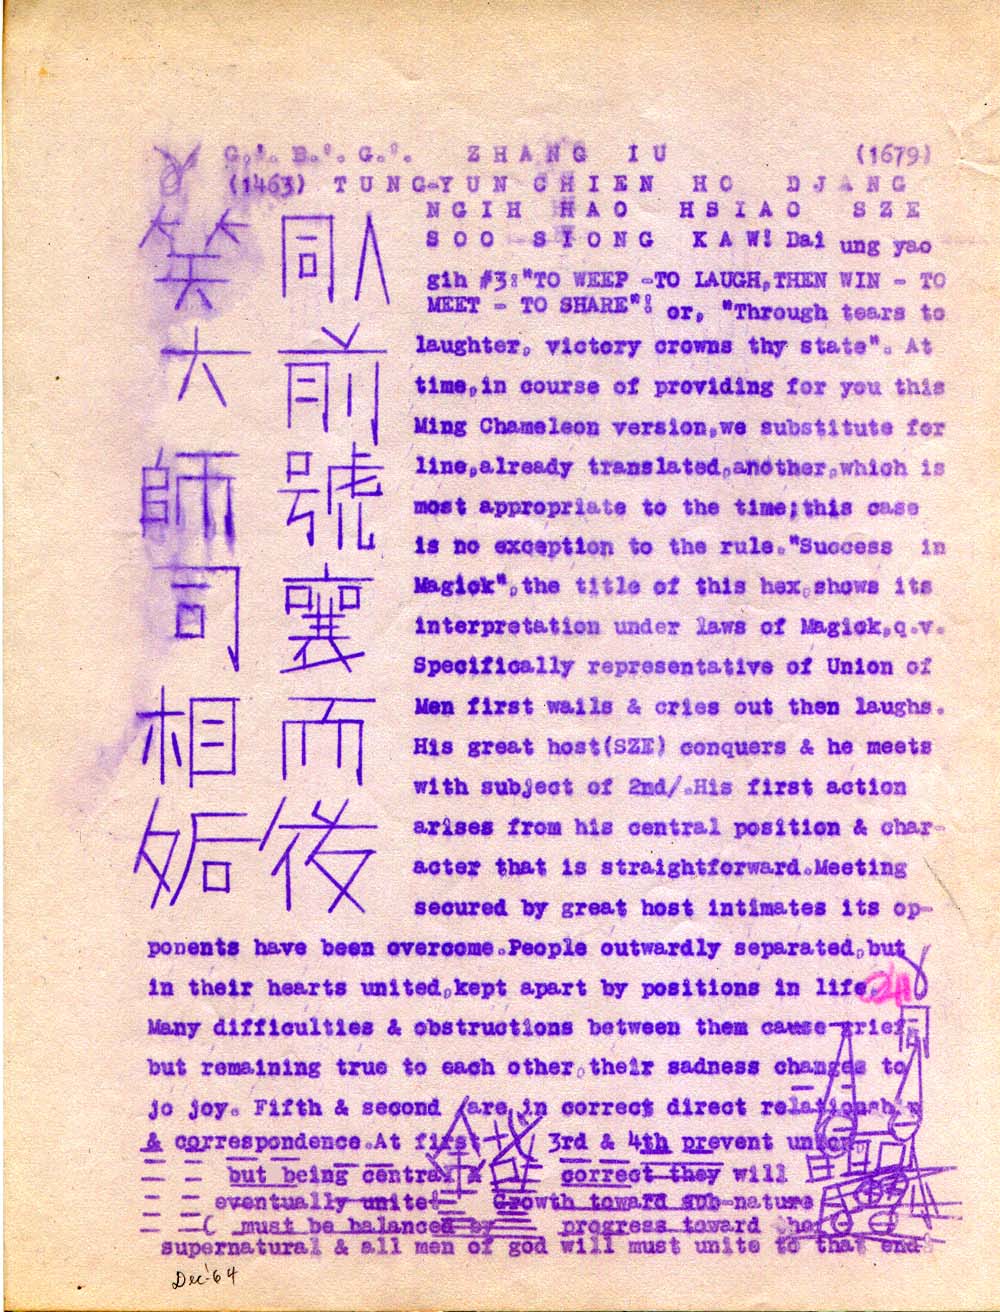 G.'. B.'. G.'. ZHANG IU (1679)
(1463) TUNG-YUN CHIEN HO DJANG
NGIH HAO HSIAO SZE
SOO SIONG KAW! Dai ung yao
gih #3:"TO WEEP -TO LAUGH,THEN WIN - TO
MEET - TO SHARE"! or, "Through tears to
laughter, victory crowns thy state". At
time,in course of providing for you this
Ming Chameleon version,we substitute for
line,already translated,another,which is
most appropriate to the time;this case
is no exception to the rule."Success in
Magick",the title of this hex,shows its
interpretation under laws of Magick,q.v.
Specifically representative of Union of
Men first wails & cries out then laughs.
His great host(SZE) conquers & he meets
with subject of 2nd/.His first action
arises from his central position & char-
acter that is straightforward.Meeting
secured by great host intimates its op-
ponents have been overcome.People outwardly separated,but
in their hearts united,kept apart by positions in life.
Many difficulties & obstructions between them cause grief,
but remaining true to each other,their sadness changes to
jo joy. Fifth & second /are,in correct direct relationship
& correspondence.At first 3rd & 4th prevent union
but being central & correct they will
eventually unite! Growth toward sub-nature
( must be balanced by progress toward the
supernatural & all men of god will must unite to that end
同人
前
號
襄
而
後
笑
大
師
司
相
姤
Dec '64